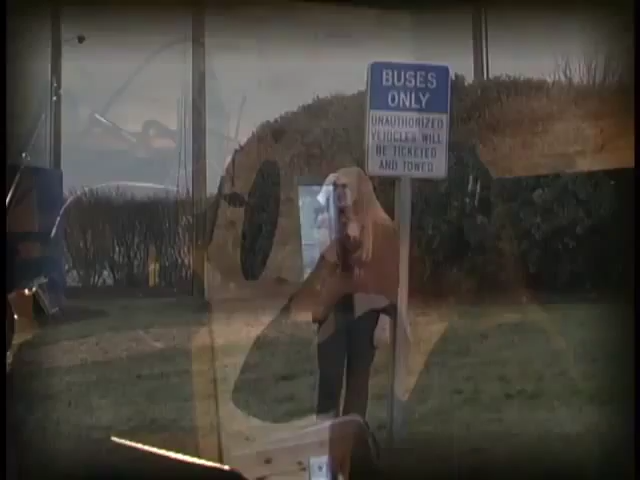 BUSES
ONLY
UNAUTHORIZED
VEHICLES WILL
BE TICKETED
AND TOWED